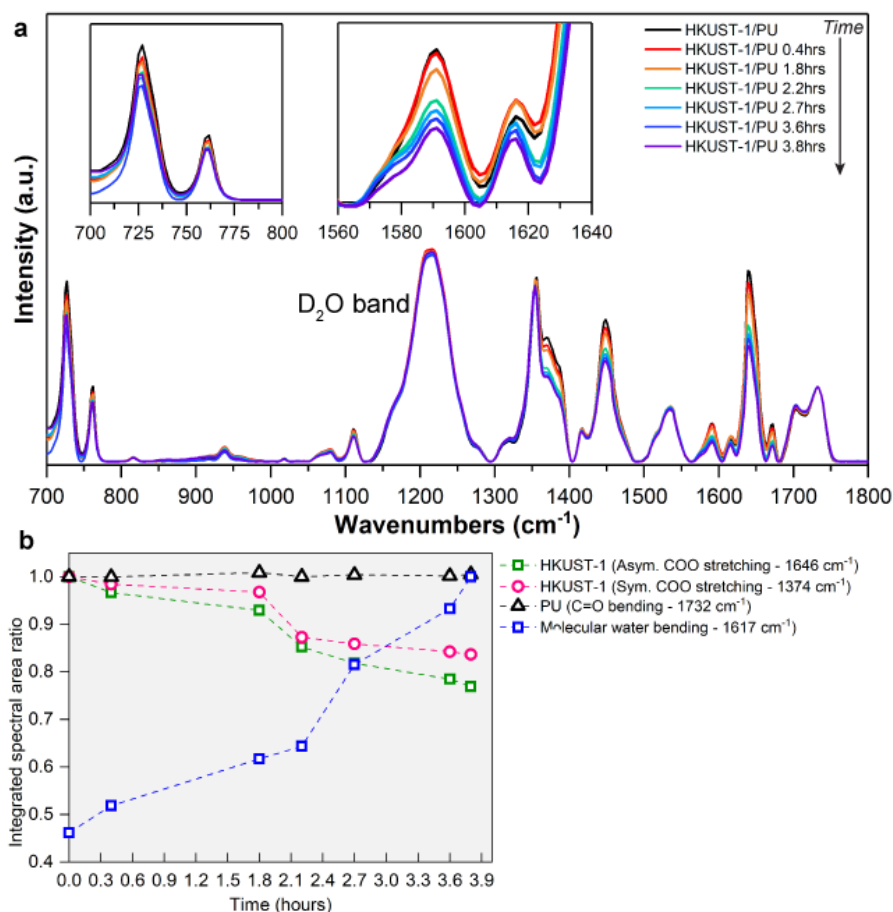 a
HKUST-1/PU
HKUST-1/PU 0.4hrs
HKUST-1/PU 1.8hrs
HKUST-1/PU 2.2hrs
HKUST-1/PU 2.7hrs
HKUST-1/PU 3.6hrs
HKUST-1/PU 3.8hrs
Time
700 725 750 775 800
1560 1580 1600 1620 1640
D₂O band
Intensity (a.u.)
700 800 900 1000 1100 1200 1300 1400 1500 1600 1700 1800
Wavenumbers (cm⁻¹)
b
HKUST-1 (Asym. COO stretching - 1646 cm⁻¹)
HKUST-1 (Sym. COO stretching - 1374 cm⁻¹)
PU (C=O bending - 1732 cm⁻¹)
Molecular water bending - 1617 cm⁻¹)
Integrated spectral area ratio
1.0
0.9
0.8
0.7
0.6
0.5
0.4
0.0 0.3 0.6 0.9 1.2 1.5 1.8 2.1 2.4 2.7 3.0 3.3 3.6 3.9
Time (hours)